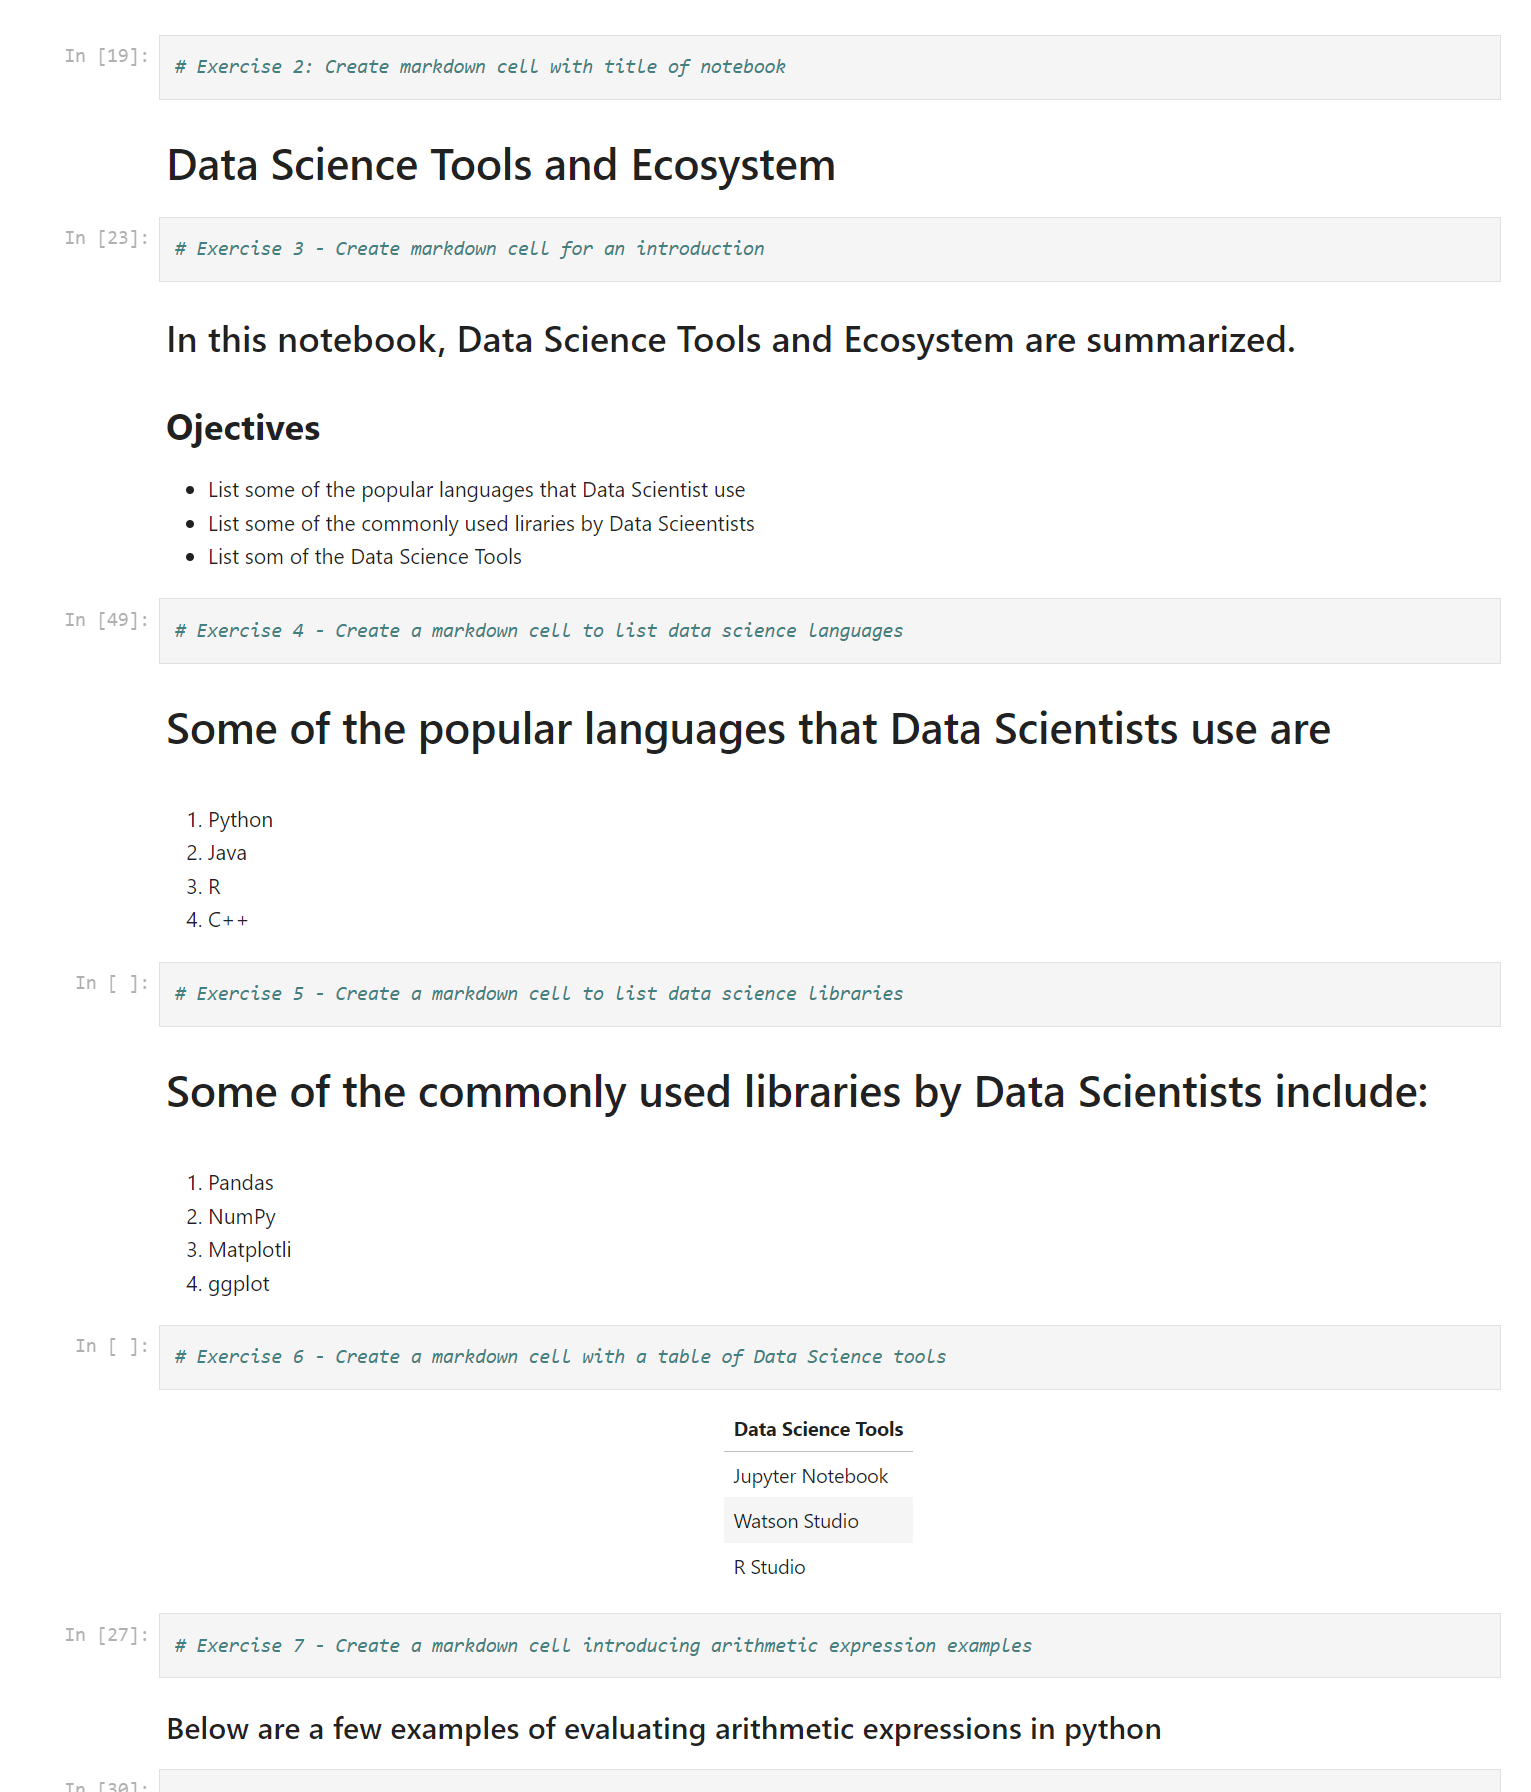 In [19]:
# Exercise 2: Create markdown cell with title of notebook
Data Science Tools and Ecosystem
In [23]:
# Exercise 3 - Create markdown cell for an introduction
In this notebook, Data Science Tools and Ecosystem are summarized.
Ojectives
• List some of the popular languages that Data Scientist use
• List some of the commonly used liraries by Data Scieentists
• List som of the Data Science Tools
In [49]:
# Exercise 4 - Create a markdown cell to list data science languages
Some of the popular languages that Data Scientists use are
1. Python
2. Java
3. R
4. C++
In [ ]:
# Exercise 5 - Create a markdown cell to list data science libraries
Some of the commonly used libraries by Data Scientists include:
1. Pandas
2. NumPy
3. Matplotli
4. ggplot
In [ ]:
# Exercise 6 - Create a markdown cell with a table of Data Science tools
Data Science Tools
Jupyter Notebook
Watson Studio
R Studio
In [27]:
# Exercise 7 - Create a markdown cell introducing arithmetic expression examples
Below are a few examples of evaluating arithmetic expressions in python
In [30]: